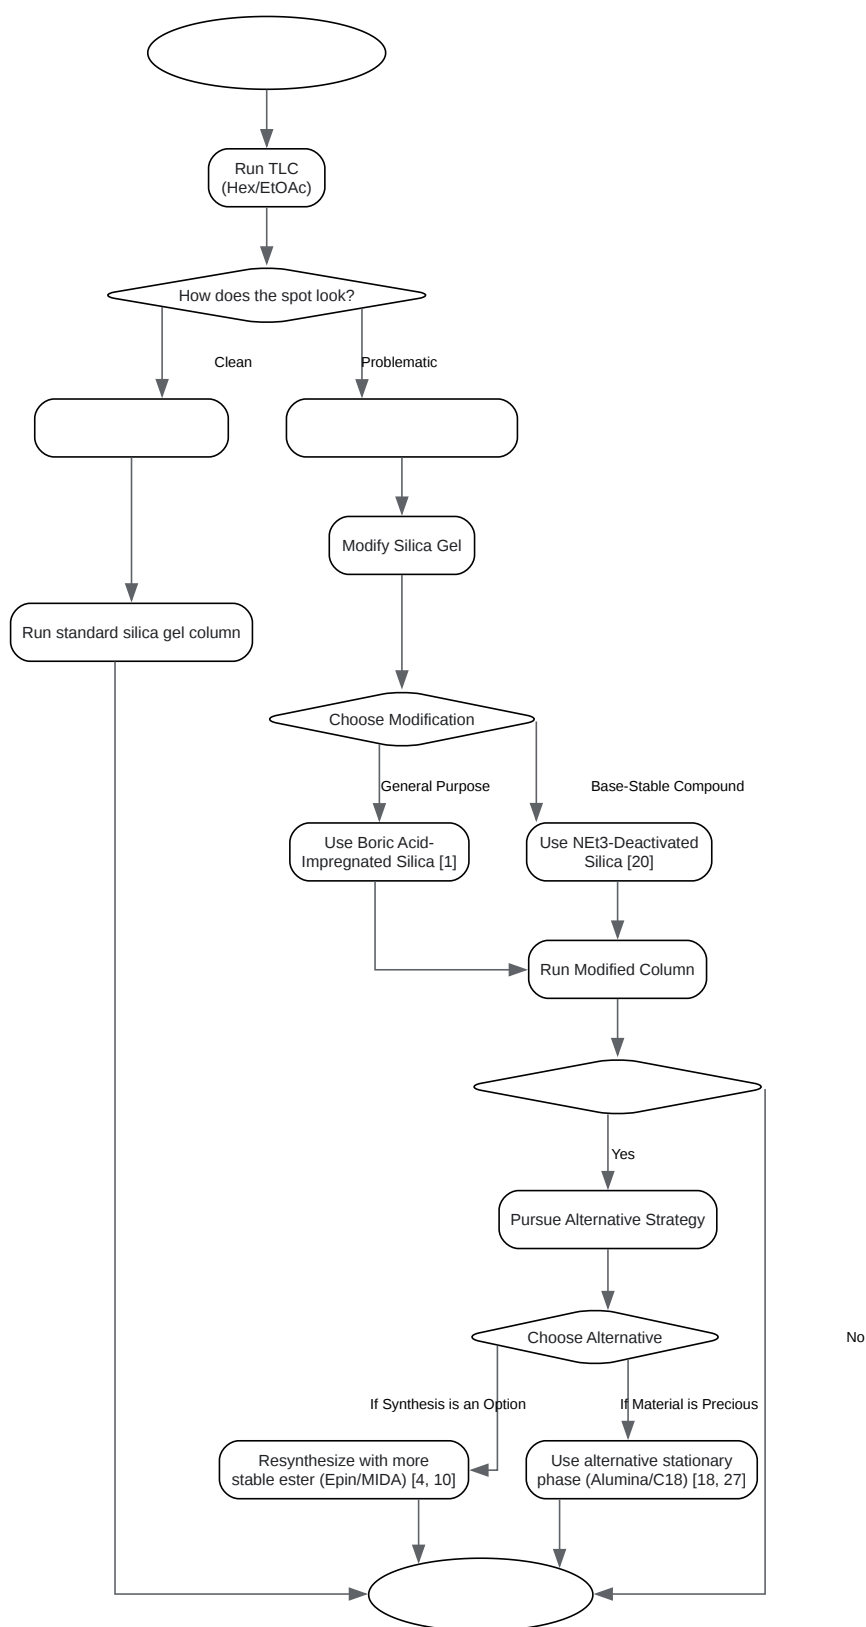 Run TLC
(Hex/EtOAc)
How does the spot look?
Clean
Problematic
Modify Silica Gel
Run standard silica gel column
Choose Modification
General Purpose
Base-Stable Compound
Use Boric Acid-
Impregnated Silica [1]
Use NEt3-Deactivated
Silica [20]
Run Modified Column
Yes
Pursue Alternative Strategy
Choose Alternative
No
If Synthesis is an Option
If Material is Precious
Resynthesize with more
stable ester (Epin/MIDA) [4, 10]
Use alternative stationary
phase (Alumina/C18) [18, 27]